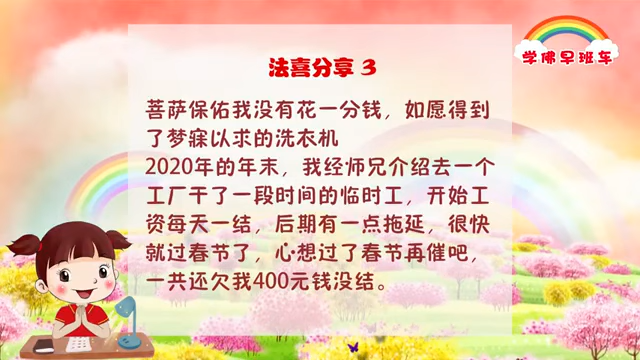 学佛早班车
法喜分享 3
菩萨保佑我没有花一分钱，如愿得到
了梦寐以求的洗衣机
2020年的年末，我经师兄介绍去一个
工厂干了一段时间的临时工，开始工
资每天一结，后期有一点拖延，很快
就过春节了，心想过了春节再催吧，
一共还欠我400元钱没结。